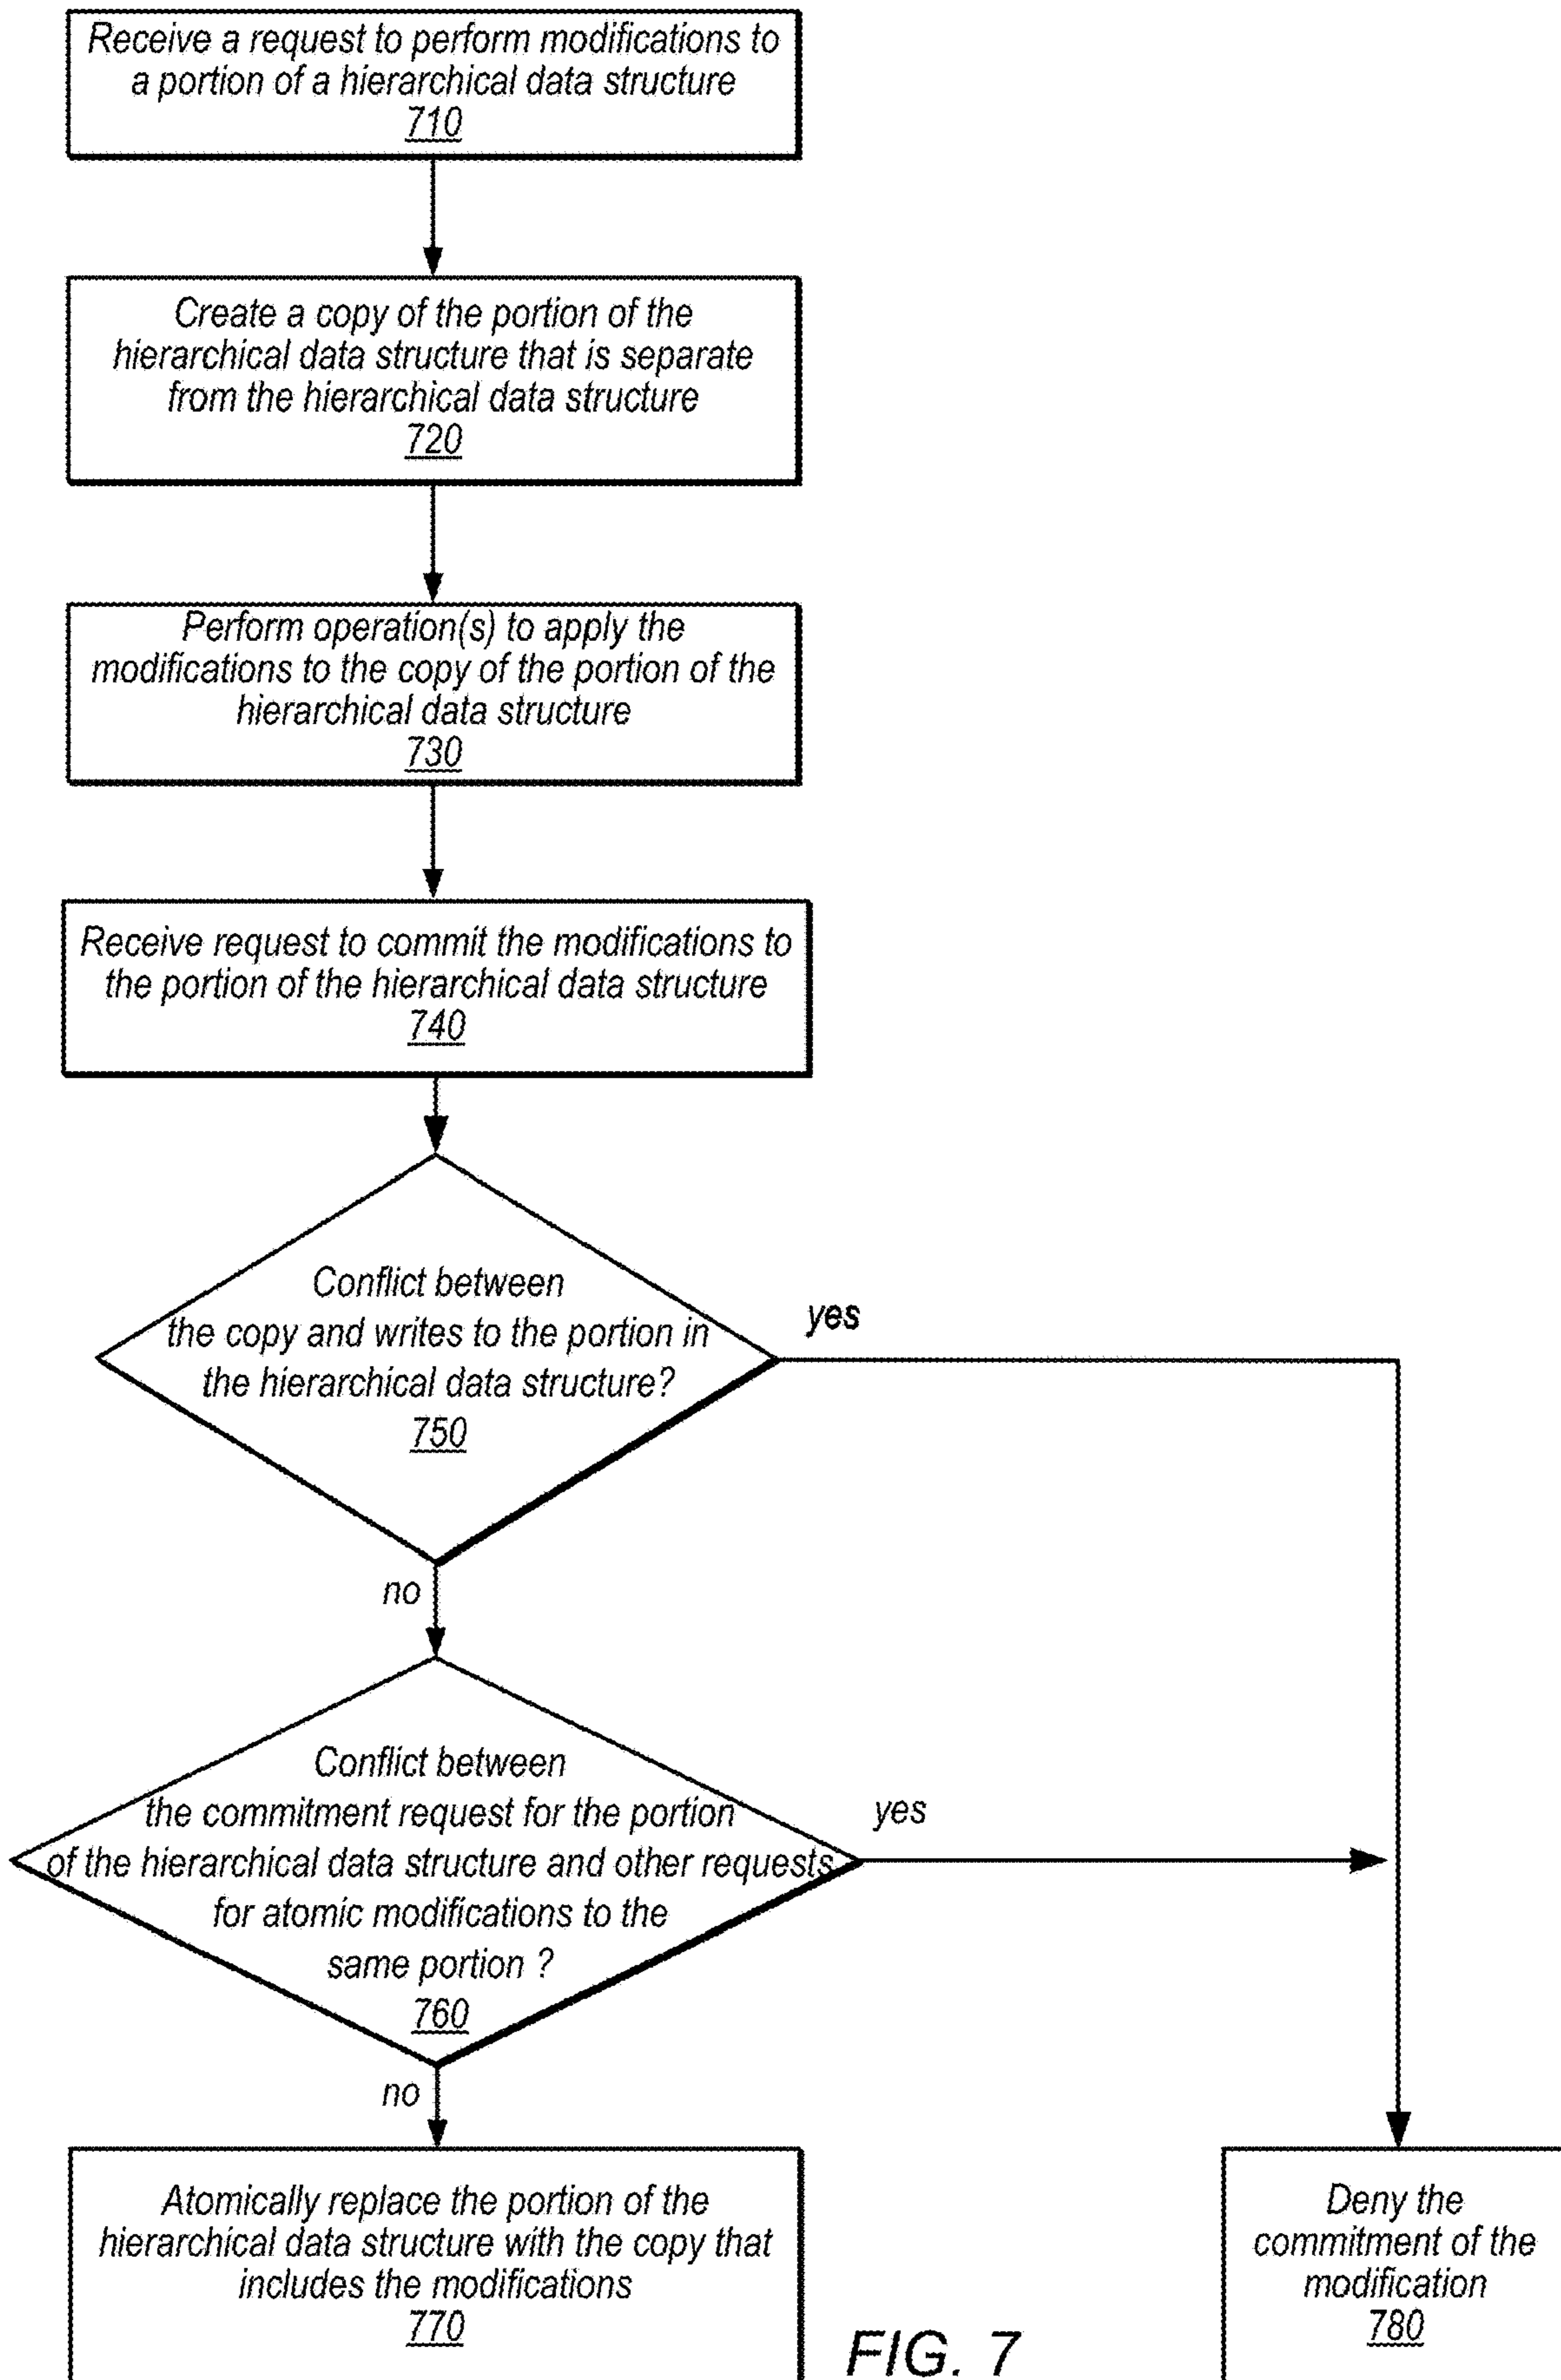 Receive a request to perform modifications to
a portion of a hierarchical data structure
710
Create a copy of the portion of the
hierarchical data structure that is separate
from the hierarchical data structure
720
Perform operation(s) to apply the
modifications to the copy of the portion of the
hierarchical data structure
730
Receive request to commit the modifications to
the portion of the hierarchical data structure
740
Conflict between
the copy and writes to the portion in
the hierarchical data structure?
750
yes
no
Conflict between
the commitment request for the portion
of the hierarchical data structure and other requests
for atomic modifications to the
same portion ?
760
yes
no
Atomically replace the portion of the
hierarchical data structure with the copy that
includes the modifications
770
Deny the
commitment of the
modification
780
FIG. 7